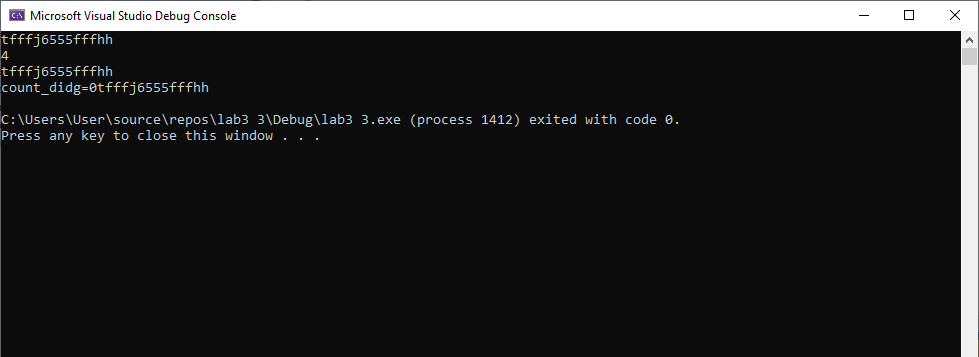 Microsoft Visual Studio Debug Console
tfffj6555fffhh
4
tfffj6555fffhh
count_didg=0tfffj6555fffhh
C:\Users\User\source\repos\lab3 3\Debug\lab3 3.exe (process 1412) exited with code 0.
Press any key to close this window . . .